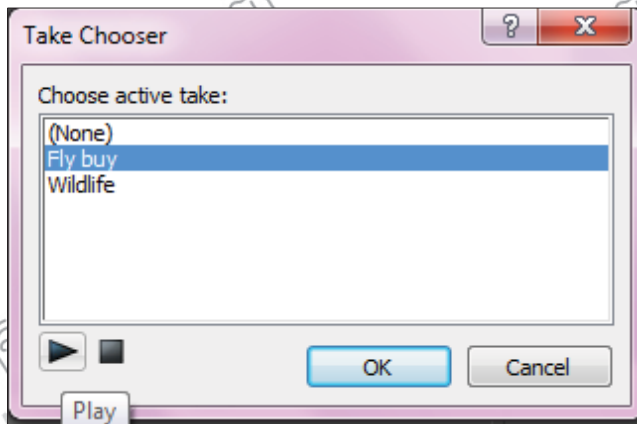 Take Chooser
Choose active take:
(None)
Fly buy
Wildlife
OK
Cancel
Play